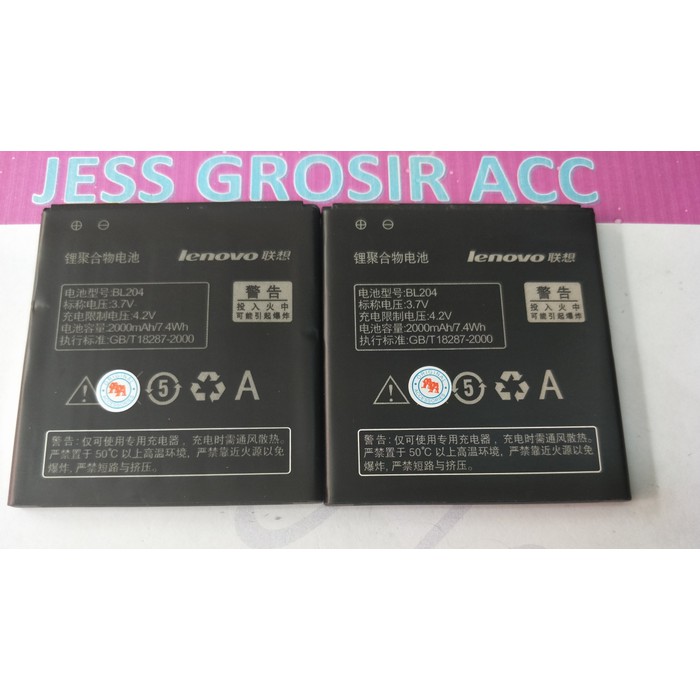 JESS GROSIR ACC
锂聚合物电池
lenovo 联想
电池型号:BL204
标称电压:3.7V
充电限制电压:4.2V
电池容量:2000mAh/7.4Wh
执行标准:GB/T18287-2000
警告
投入火中
可能引起爆炸
5
A
警告:仅可使用专用充电器，充电时需通风散热。
严禁置于50℃以上高温环境，严禁靠近火源以免
爆炸，严禁短路与挤压。
锂聚合物电池
lenovo 联想
电池型号:BL204
标称电压:3.7V
充电限制电压:4.2V
电池容量:2000mAh/7.4Wh
执行标准:GB/T18287-2000
警告
投入火中
可能引起爆炸
5
A
警告:仅可使用专用充电器，充电时需通风散热。
严禁置于50℃以上高温环境，严禁靠近火源以免
爆炸，严禁短路与挤压。